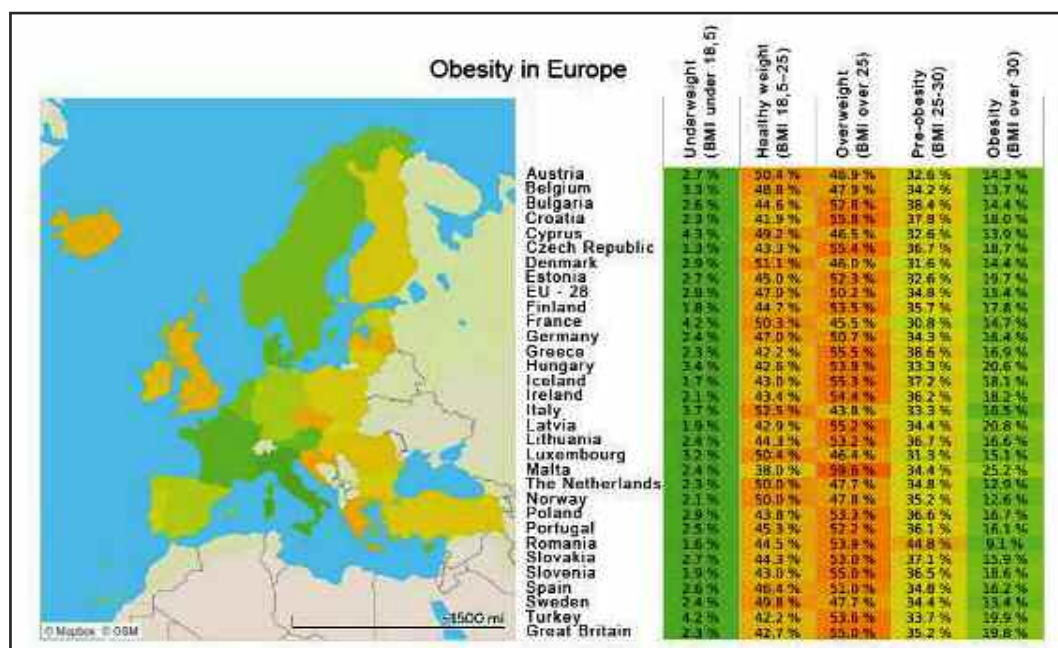 Obesity in Europe
Underweight
(BMI under 18,5)
Healthy weight
(BMI 18,5-25)
Overweight
(BMI over 25)
Pre-obesity
(BMI 25-30)
Obesity
(BMI over 30)
Austria 2.7 % 50.4 % 46.9 % 32.6 % 14.3 %
Belgium 3.3 % 48.8 % 47.9 % 34.2 % 13.7 %
Bulgaria 2.6 % 44.6 % 52.8 % 38.4 % 14.4 %
Croatia 2.3 % 41.9 % 55.8 % 37.8 % 18.0 %
Cyprus 4.3 % 49.2 % 46.5 % 32.6 % 13.9 %
Czech Republic 1.3 % 43.3 % 55.4 % 36.7 % 18.7 %
Denmark 2.9 % 51.1 % 46.0 % 31.6 % 14.4 %
Estonia 2.7 % 45.0 % 52.3 % 32.6 % 19.7 %
EU - 28 2.9 % 47.0 % 50.2 % 34.8 % 15.4 %
Finland 1.8 % 44.7 % 53.5 % 35.7 % 17.8 %
France 4.2 % 50.3 % 45.5 % 30.8 % 14.7 %
Germany 2.4 % 47.0 % 50.7 % 34.3 % 16.4 %
Greece 2.3 % 42.2 % 55.5 % 38.6 % 16.9 %
Hungary 3.4 % 42.6 % 53.9 % 33.3 % 20.6 %
Iceland 1.7 % 43.0 % 55.3 % 37.2 % 18.1 %
Ireland 2.1 % 43.4 % 54.4 % 36.2 % 18.2 %
Italy 3.7 % 52.5 % 43.8 % 33.3 % 10.5 %
Latvia 1.9 % 42.9 % 55.2 % 34.4 % 20.8 %
Lithuania 2.4 % 44.3 % 53.2 % 36.7 % 16.6 %
Luxembourg 3.2 % 50.4 % 46.4 % 31.3 % 15.1 %
Malta 2.4 % 38.0 % 59.6 % 34.4 % 25.2 %
The Netherlands 2.3 % 50.0 % 47.7 % 34.8 % 12.9 %
Norway 2.1 % 50.0 % 47.8 % 35.2 % 12.6 %
Poland 2.9 % 43.8 % 53.3 % 36.6 % 16.7 %
Portugal 2.5 % 45.3 % 52.2 % 36.1 % 16.1 %
Romania 1.6 % 44.5 % 53.9 % 44.8 % 9.1 %
Slovakia 2.7 % 44.3 % 53.0 % 37.1 % 15.9 %
Slovenia 1.9 % 43.0 % 55.0 % 36.5 % 18.6 %
Spain 2.6 % 46.4 % 51.0 % 34.8 % 16.2 %
Sweden 2.4 % 49.8 % 47.7 % 34.4 % 13.4 %
Turkey 4.2 % 42.2 % 53.6 % 33.7 % 19.9 %
Great Britain 2.3 % 42.7 % 55.0 % 35.2 % 19.8 %
~1500 mi
© Mapbox © OSM